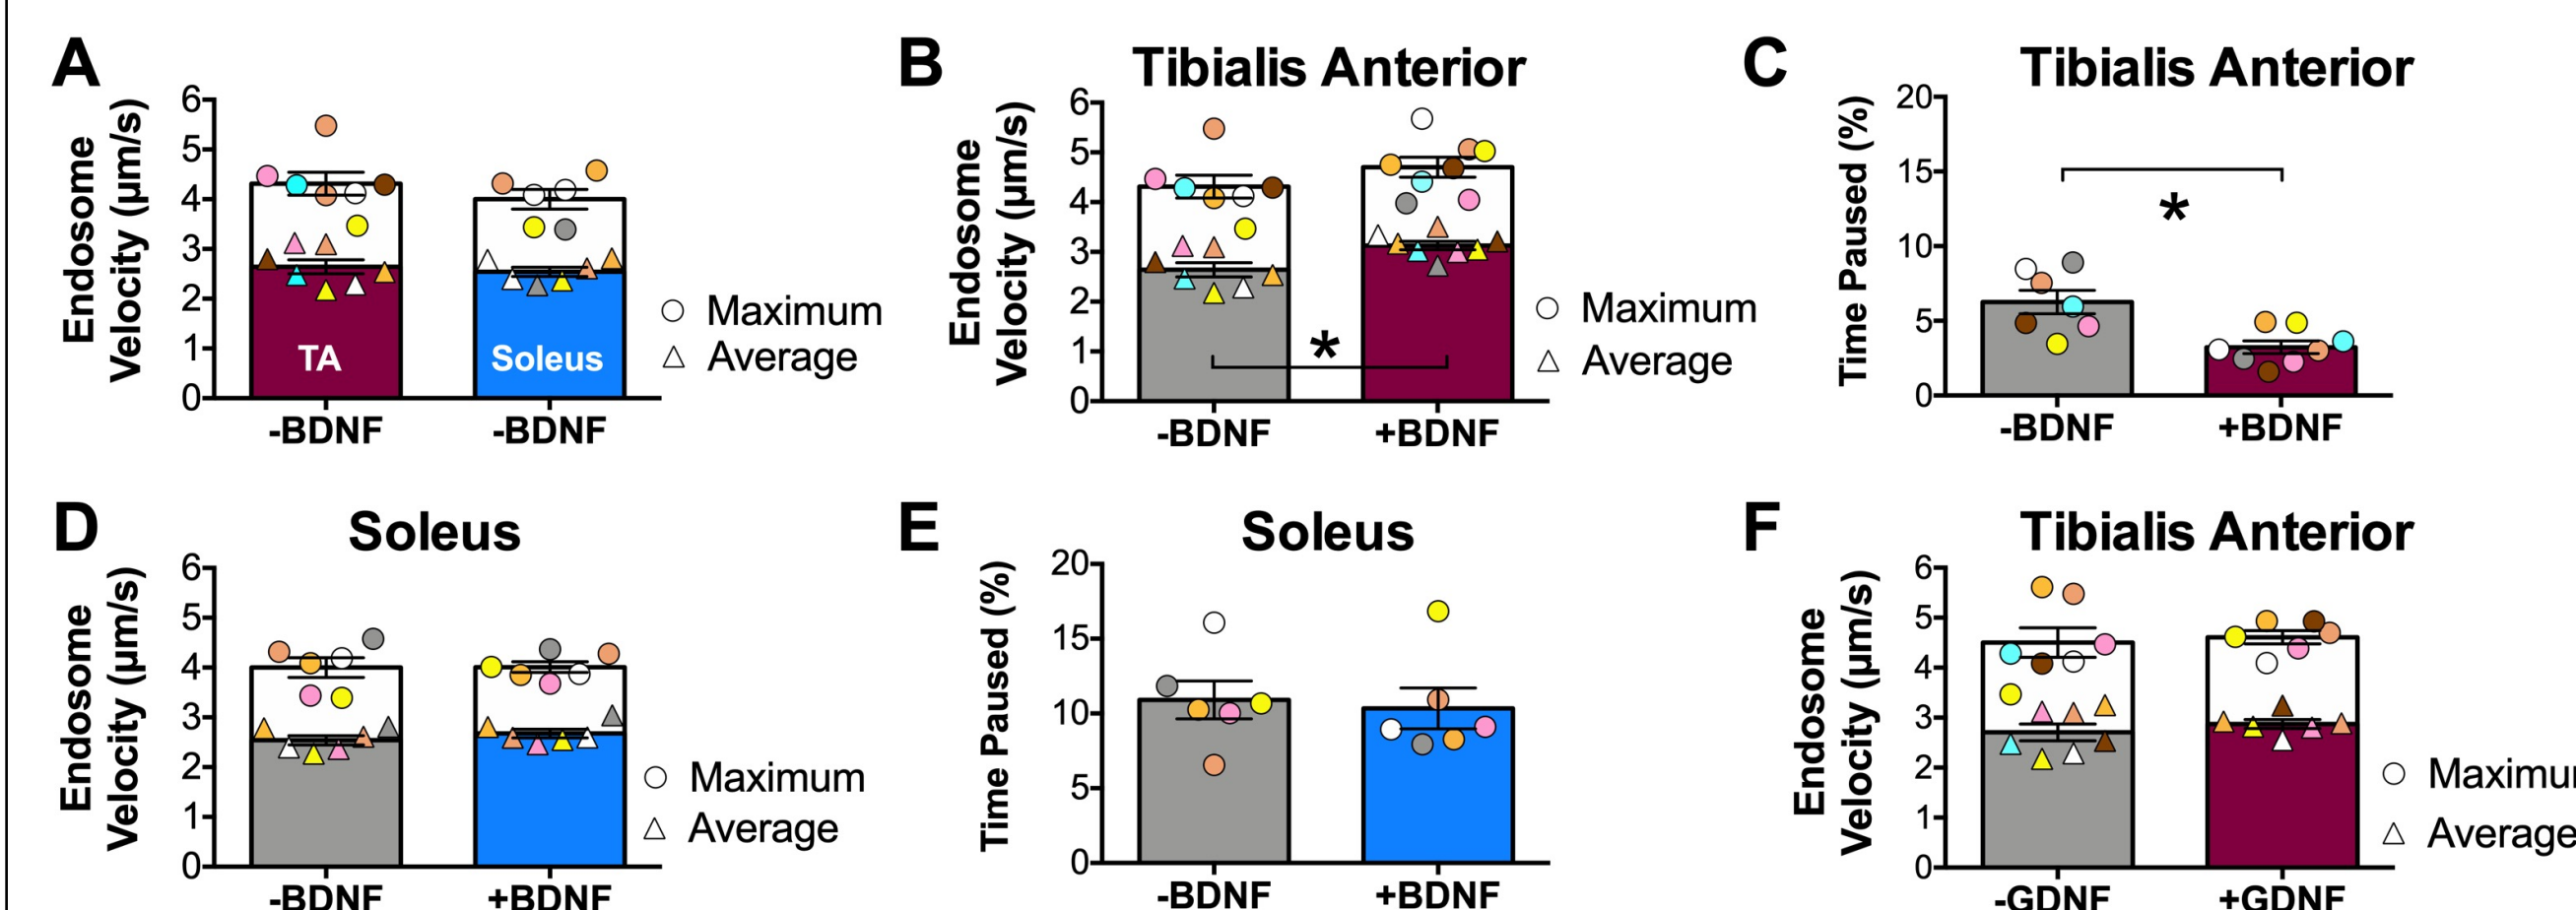 A
Endosome
Velocity (µm/s)
6
5
4
3
2
1
0
TA
Soleus
-BDNF
-BDNF
Maximum
Average
B
Tibialis Anterior
Endosome
Velocity (µm/s)
6
5
4
3
2
1
0
*
-BDNF
+BDNF
Maximum
Average
C
Tibialis Anterior
Time Paused (%)
20
15
10
5
0
*
-BDNF
+BDNF
D
Soleus
Endosome
Velocity (µm/s)
6
5
4
3
2
1
0
-BDNF
+BDNF
Maximum
Average
E
Soleus
Time Paused (%)
20
15
10
5
0
-BDNF
+BDNF
F
Tibialis Anterior
Endosome
Velocity (µm/s)
6
5
4
3
2
1
0
-GDNF
+GDNF
Maximu
Average